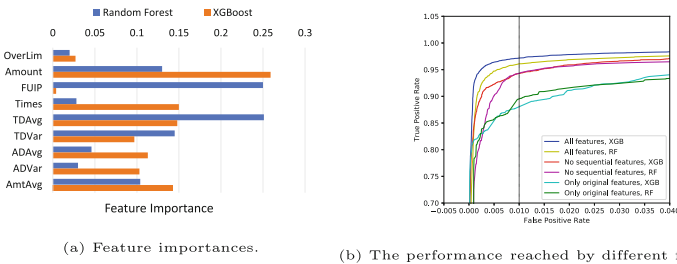 Random Forest XGBoost
0 0.05 0.1 0.15 0.2 0.25 0.3
OverLim
Amount
FUIP
Times
TDAvg
TDVar
ADAvg
ADVar
AmtAvg
Feature Importance
(a) Feature importances.
1.05
1.00
0.95
0.90
0.85
0.80
0.75
0.70
True Positive Rate
All features, XGB
All features, RF
No sequential features, XGB
No sequential features, RF
Only original features, XGB
Only original features, RF
−0.005 0.000 0.005 0.010 0.015 0.020 0.025 0.030 0.035 0.040
False Positive Rate
(b) The performance reached by different